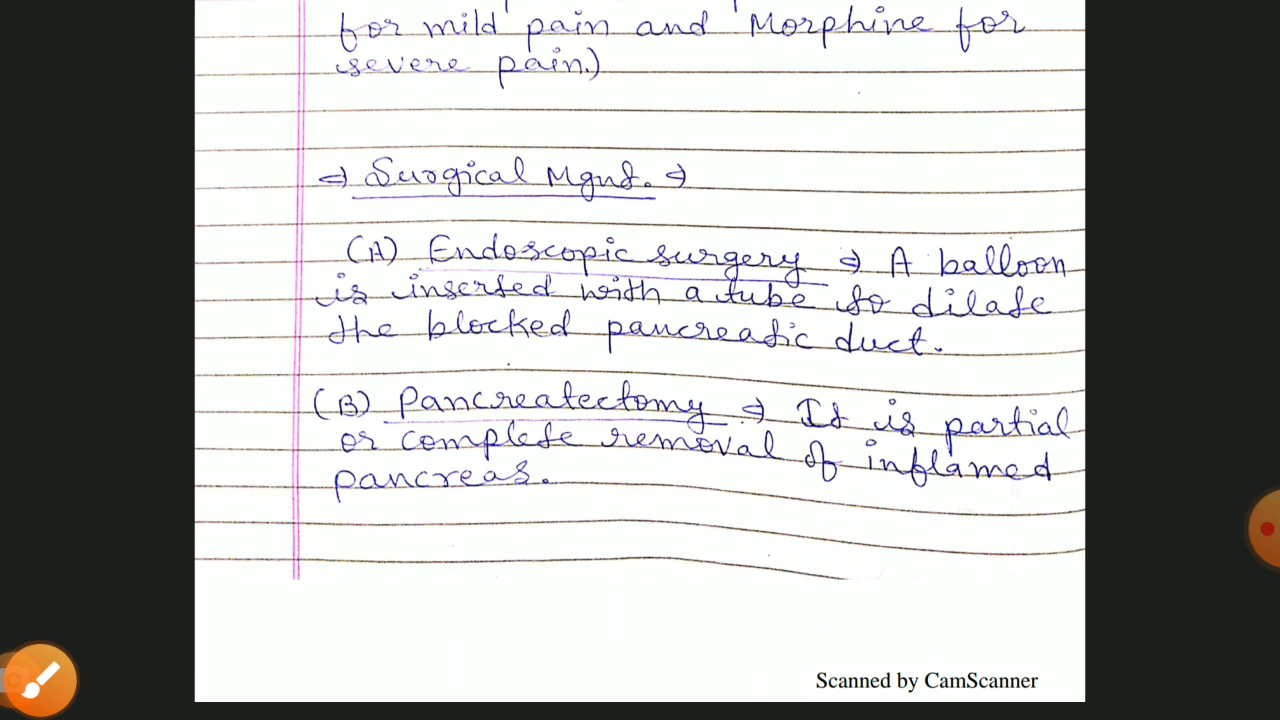 for mild pain and Morphine for
severe pain.)
⇒ Surgical Mgnt. ⇒
(A) Endoscopic surgery ⇒ A balloon
is inserted with a tube to dilate
the blocked pancreatic duct.
(B) Pancreatectomy ⇒ It is partial
or complete removal of inflamed
pancreas.
Scanned by CamScanner